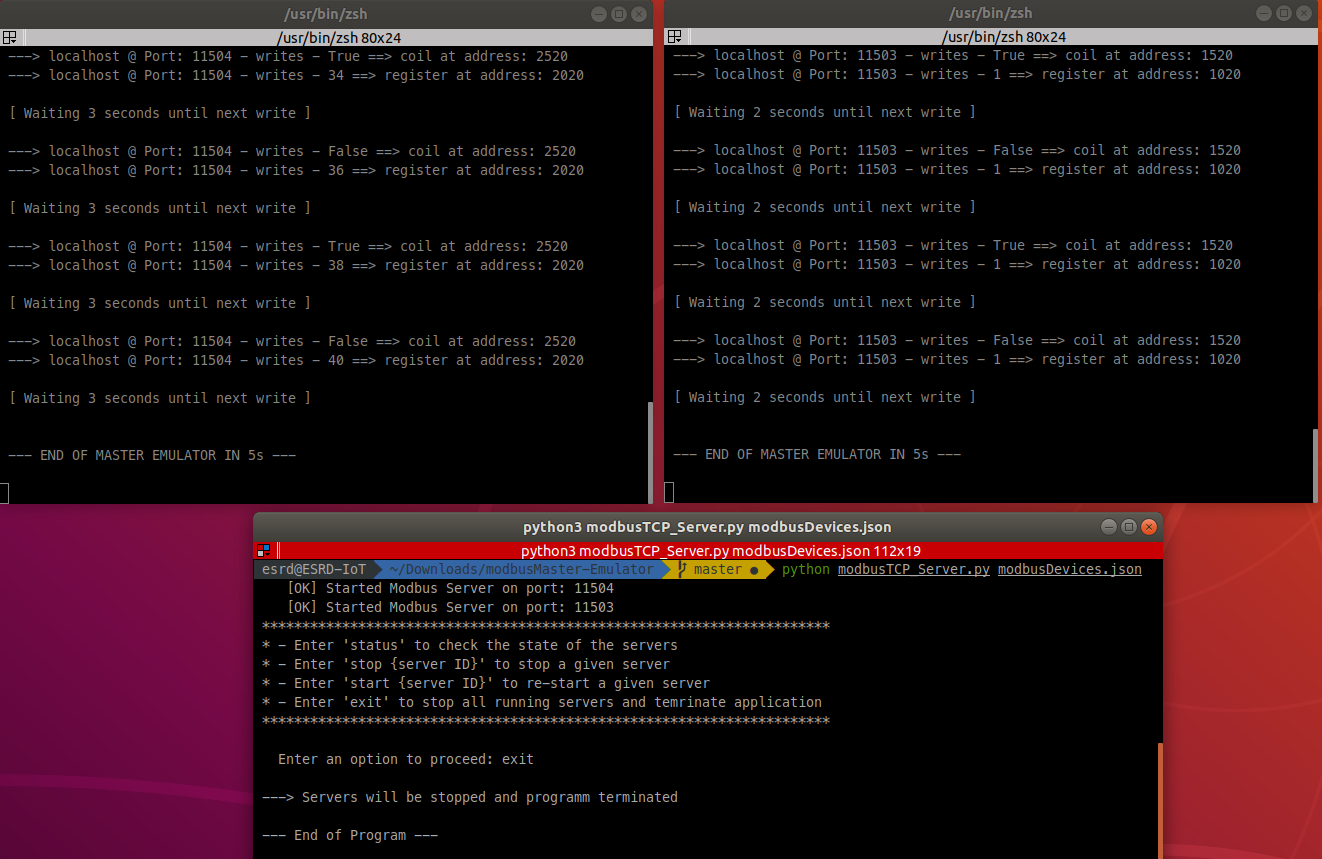 /usr/bin/zsh
/usr/bin/zsh 80x24
---> localhost @ Port: 11504 - writes - True ==> coil at address: 2520
---> localhost @ Port: 11504 - writes - 34 ==> register at address: 2020
[ Waiting 3 seconds until next write ]
---> localhost @ Port: 11504 - writes - False ==> coil at address: 2520
---> localhost @ Port: 11504 - writes - 36 ==> register at address: 2020
[ Waiting 3 seconds until next write ]
---> localhost @ Port: 11504 - writes - True ==> coil at address: 2520
---> localhost @ Port: 11504 - writes - 38 ==> register at address: 2020
[ Waiting 3 seconds until next write ]
---> localhost @ Port: 11504 - writes - False ==> coil at address: 2520
---> localhost @ Port: 11504 - writes - 40 ==> register at address: 2020
[ Waiting 3 seconds until next write ]
--- END OF MASTER EMULATOR IN 5s ---
/usr/bin/zsh
/usr/bin/zsh 80x24
---> localhost @ Port: 11503 - writes - True ==> coil at address: 1520
---> localhost @ Port: 11503 - writes - 1 ==> register at address: 1020
[ Waiting 2 seconds until next write ]
---> localhost @ Port: 11503 - writes - False ==> coil at address: 1520
---> localhost @ Port: 11503 - writes - 1 ==> register at address: 1020
[ Waiting 2 seconds until next write ]
---> localhost @ Port: 11503 - writes - True ==> coil at address: 1520
---> localhost @ Port: 11503 - writes - 1 ==> register at address: 1020
[ Waiting 2 seconds until next write ]
---> localhost @ Port: 11503 - writes - False ==> coil at address: 1520
---> localhost @ Port: 11503 - writes - 1 ==> register at address: 1020
[ Waiting 2 seconds until next write ]
--- END OF MASTER EMULATOR IN 5s ---
python3 modbusTCP_Server.py modbusDevices.json
python3 modbusTCP_Server.py modbusDevices.json 112x19
esrd@ESRD-IoT ~/Downloads/modbusMaster-Emulator master ● python modbusTCP_Server.py modbusDevices.json
[OK] Started Modbus Server on port: 11504
[OK] Started Modbus Server on port: 11503
***********************************************************************
* - Enter 'status' to check the state of the servers
* - Enter 'stop {server ID}' to stop a given server
* - Enter 'start {server ID}' to re-start a given server
* - Enter 'exit' to stop all running servers and temrinate application
***********************************************************************
Enter an option to proceed: exit
---> Servers will be stopped and programm terminated
--- End of Program ---